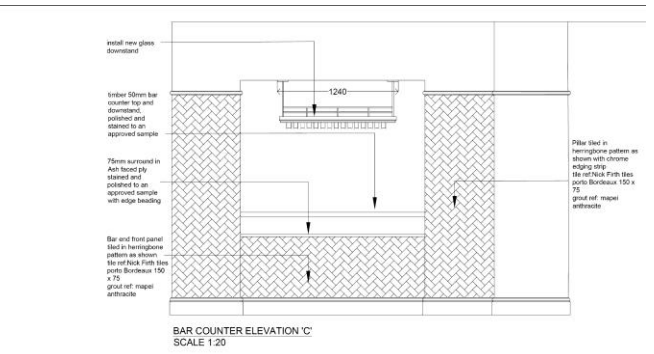 install new glass
downstand
1240
timber 50mm bar
counter top and
downstand,
polished and
stained to an
approved sample
75mm surround in
Ash faced ply
stained and
polished to an
approved sample
with edge beading
Pillar tiled in
herringbone pattern as
shown with chrome
edging strip
tile ref:Nick Firth tiles
porto Bordeaux 150 x
75
grout ref: mapei
anthracite
Bar end front panel
tiled in herringbone
pattern as shown
tile ref:Nick Firth tiles
porto Bordeaux 150
x 75
grout ref: mapei
anthracite
BAR COUNTER ELEVATION 'C'
SCALE 1:20